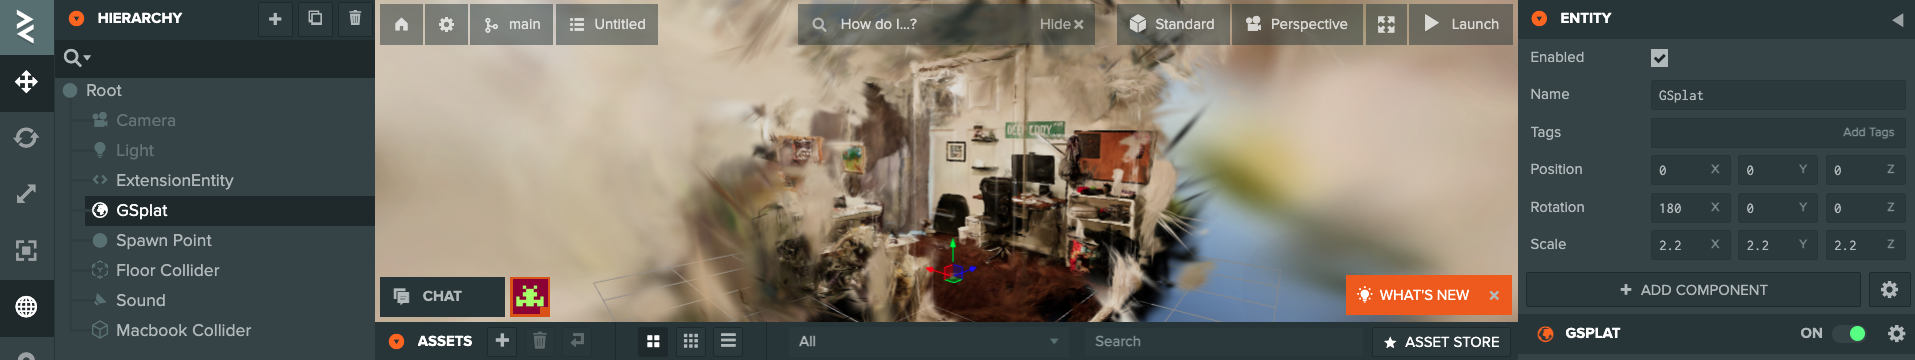 HIERARCHY
Root
Camera
Light
ExtensionEntity
GSplat
Spawn Point
Floor Collider
Sound
Macbook Collider
main
Untitled
How do I...?
Hide
Standard
Perspective
Launch
CHAT
WHAT'S NEW
ASSETS
All
Search
ASSET STORE
ENTITY
Enabled
Name GSplat
Tags Add Tags
Position 0 X 0 Y 0 Z
Rotation 180 X 0 Y 0 Z
Scale 2.2 X 2.2 Y 2.2 Z
ADD COMPONENT
GSPLAT ON